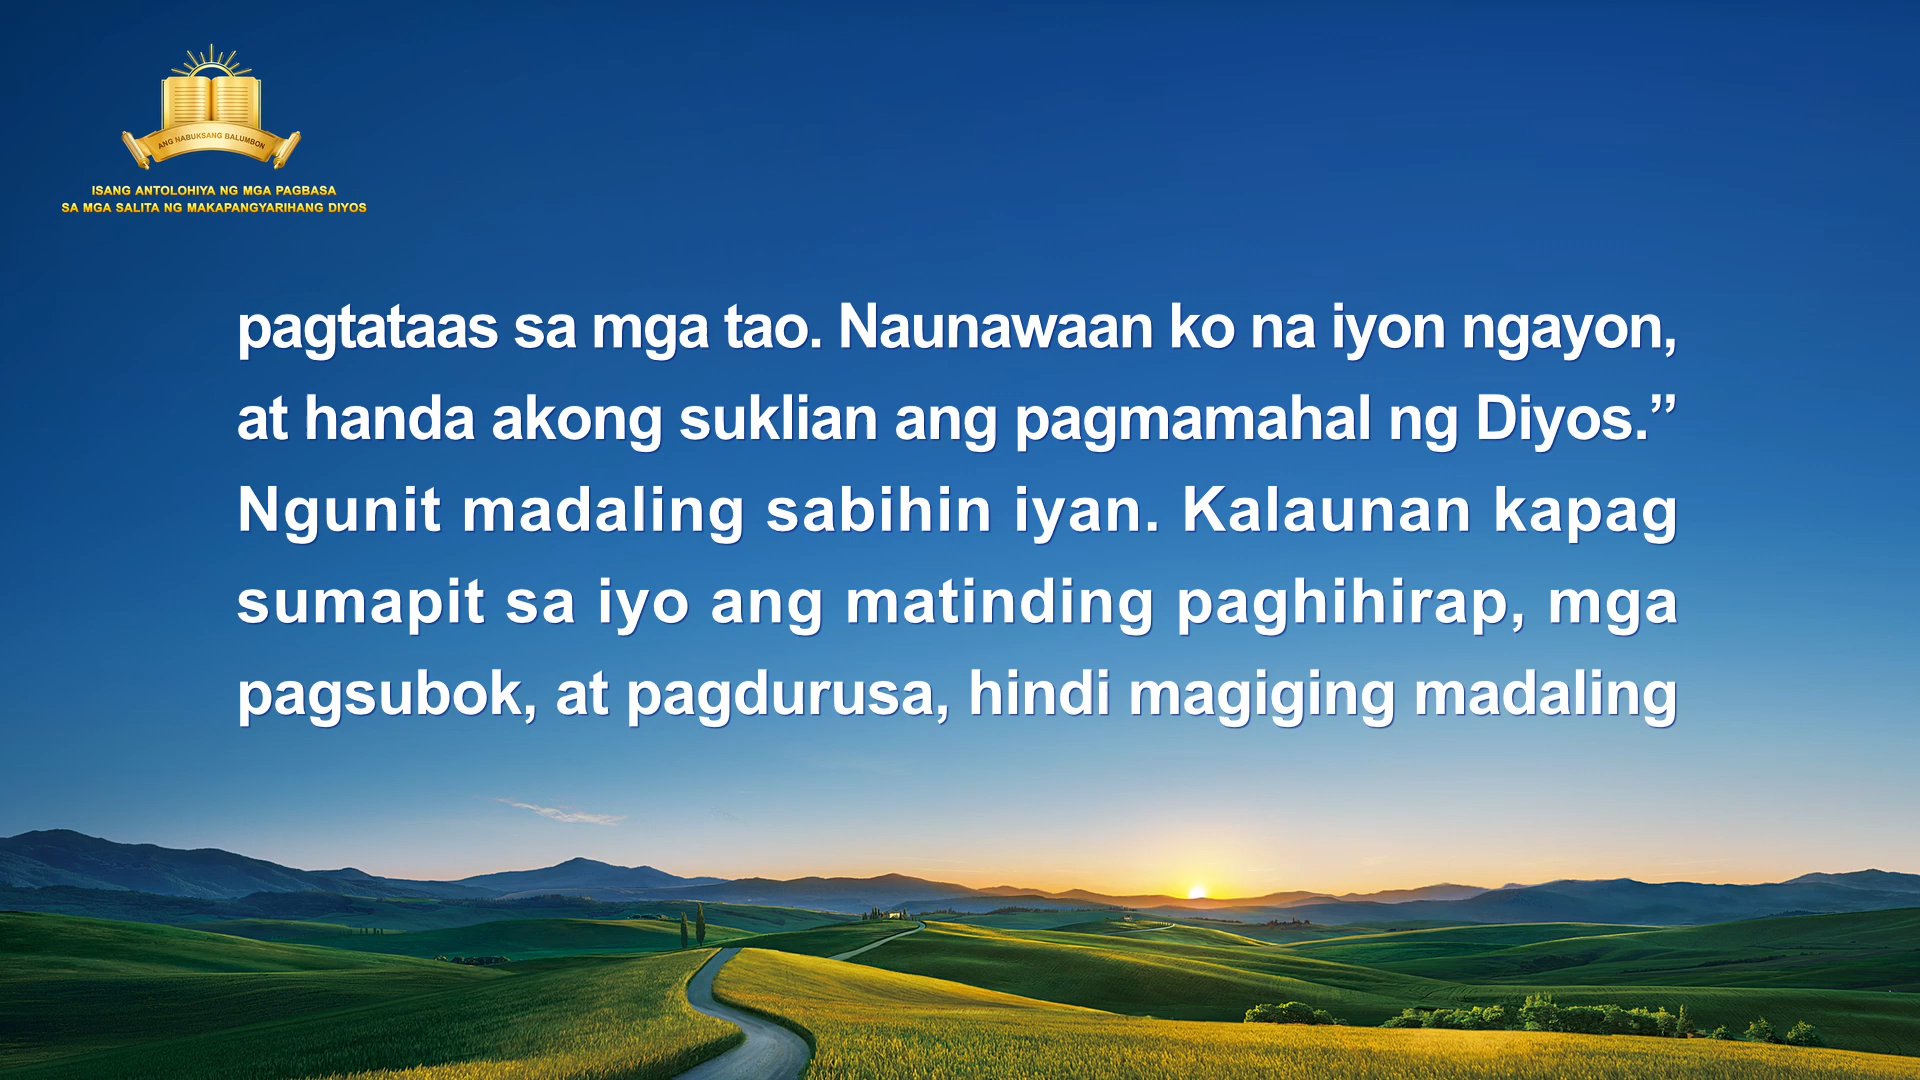 ANG NABUKSANG BALUMBON
ISANG ANTOLOHIYA NG MGA PAGBASA
SA MGA SALITA NG MAKAPANGYARIHANG DIYOS
pagtataas sa mga tao. Naunawaan ko na iyon ngayon,
at handa akong suklian ang pagmamahal ng Diyos.”
Ngunit madaling sabihin iyan. Kalaunan kapag
sumapit sa iyo ang matinding paghihirap, mga
pagsubok, at pagdurusa, hindi magiging madaling